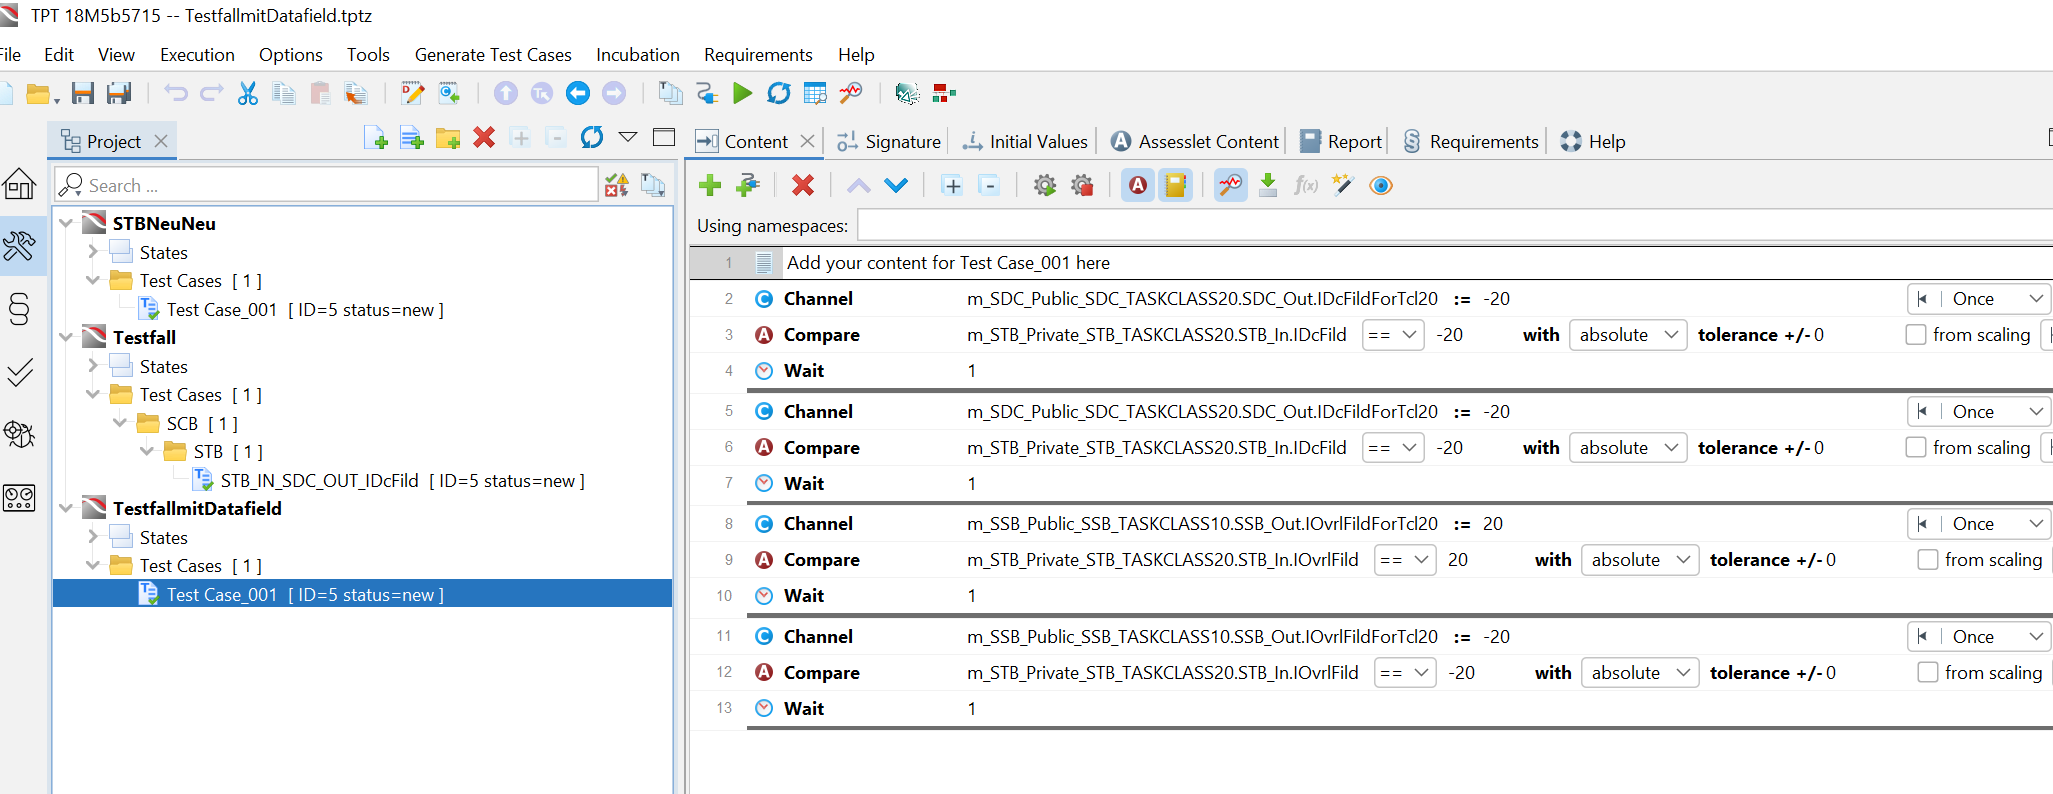 TPT 18M5b5715 -- TestfallmitDatafield.tptz
File Edit View Execution Options Tools Generate Test Cases Incubation Requirements Help
Project
Content Signature Initial Values Assesslet Content Report Requirements Help
Search ...
Using namespaces:
STBNeuNeu
States
Test Cases [ 1 ]
Test Case_001 [ ID=5 status=new ]
Testfall
States
Test Cases [ 1 ]
SCB [ 1 ]
STB [ 1 ]
STB_IN_SDC_OUT_IDcFild [ ID=5 status=new ]
TestfallmitDatafield
States
Test Cases [ 1 ]
Test Case_001 [ ID=5 status=new ]
1 Add your content for Test Case_001 here
2 Channel m_SDC_Public_SDC_TASKCLASS20.SDC_Out.IDcFildForTcl20 := -20 Once
3 Compare m_STB_Private_STB_TASKCLASS20.STB_In.IDcFild == -20 with absolute tolerance +/- 0 from scaling
4 Wait 1
5 Channel m_SDC_Public_SDC_TASKCLASS20.SDC_Out.IDcFildForTcl20 := -20 Once
6 Compare m_STB_Private_STB_TASKCLASS20.STB_In.IDcFild == -20 with absolute tolerance +/- 0 from scaling
7 Wait 1
8 Channel m_SSB_Public_SSB_TASKCLASS10.SSB_Out.IOvrlFildForTcl20 := 20 Once
9 Compare m_STB_Private_STB_TASKCLASS20.STB_In.IOvrlFild == 20 with absolute tolerance +/- 0 from scaling
10 Wait 1
11 Channel m_SSB_Public_SSB_TASKCLASS10.SSB_Out.IOvrlFildForTcl20 := -20 Once
12 Compare m_STB_Private_STB_TASKCLASS20.STB_In.IOvrlFild == -20 with absolute tolerance +/- 0 from scaling
13 Wait 1